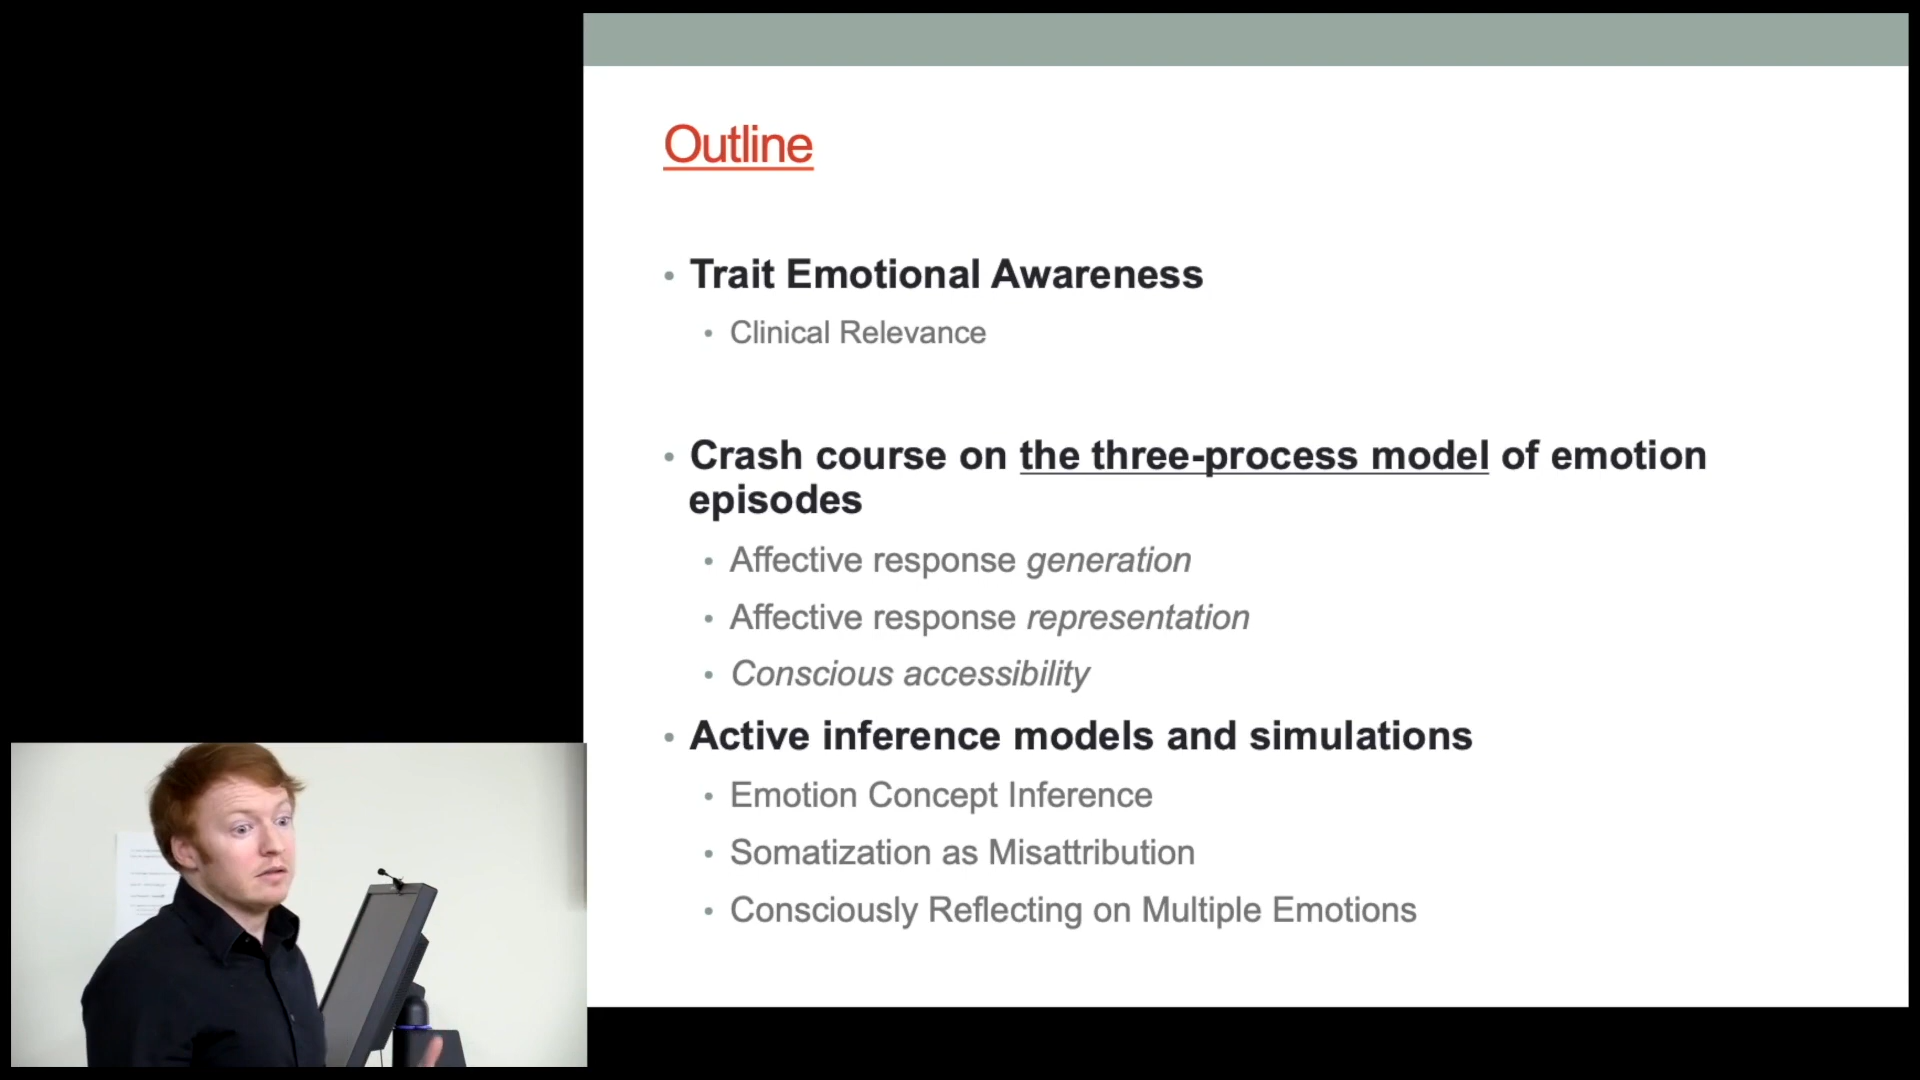 Outline
• Trait Emotional Awareness
• Clinical Relevance
• Crash course on the three-process model of emotion
episodes
• Affective response generation
• Affective response representation
• Conscious accessibility
• Active inference models and simulations
• Emotion Concept Inference
• Somatization as Misattribution
• Consciously Reflecting on Multiple Emotions